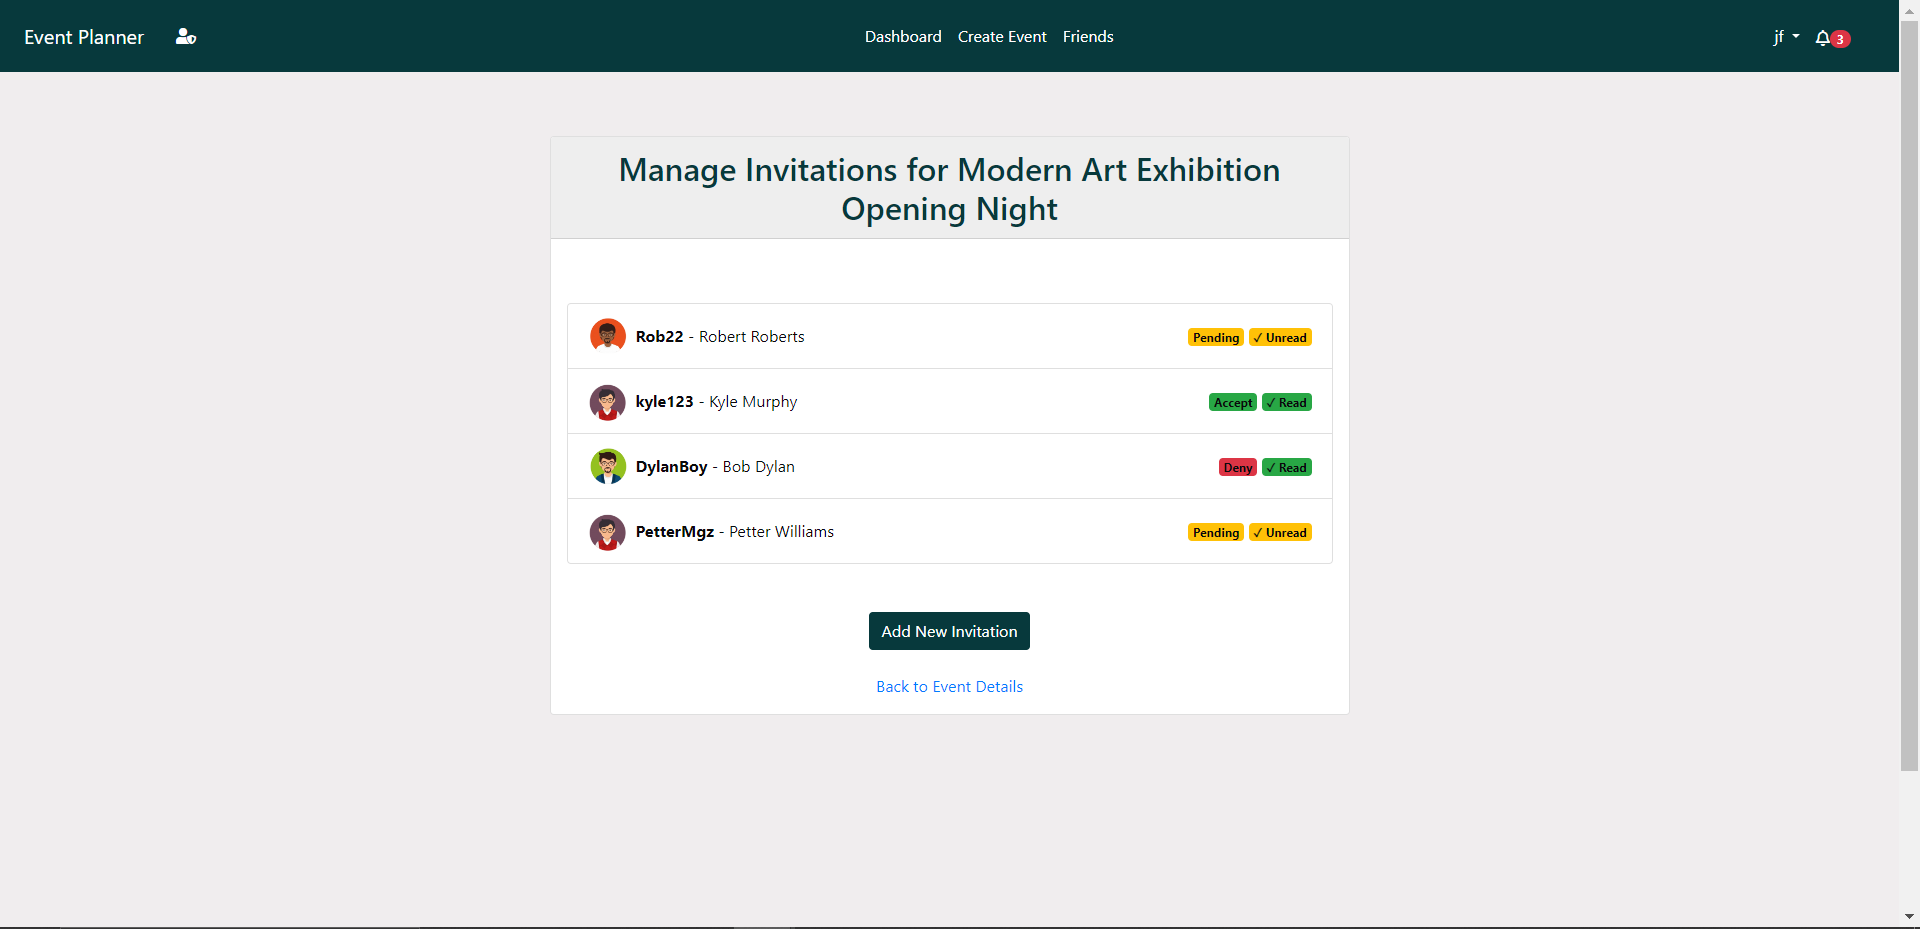 Event Planner
Dashboard Create Event Friends
jf 3
Manage Invitations for Modern Art Exhibition
Opening Night
Rob22 - Robert Roberts Pending ✓ Unread
kyle123 - Kyle Murphy Accept ✓ Read
DylanBoy - Bob Dylan Deny ✓ Read
PetterMgz - Petter Williams Pending ✓ Unread
Add New Invitation
Back to Event Details